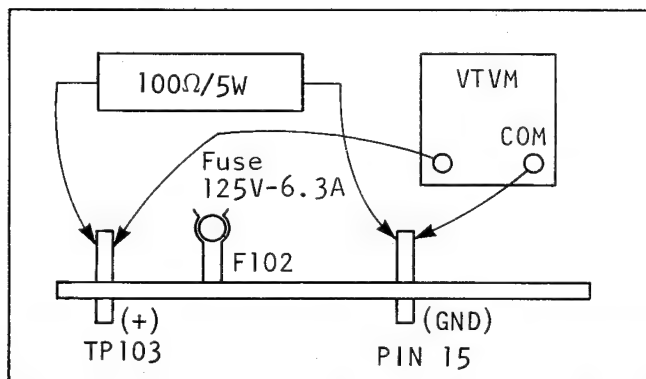 100Ω/5W
VTVM
COM
Fuse
125V-6.3A
F102
(+)
TP103
(GND)
PIN 15